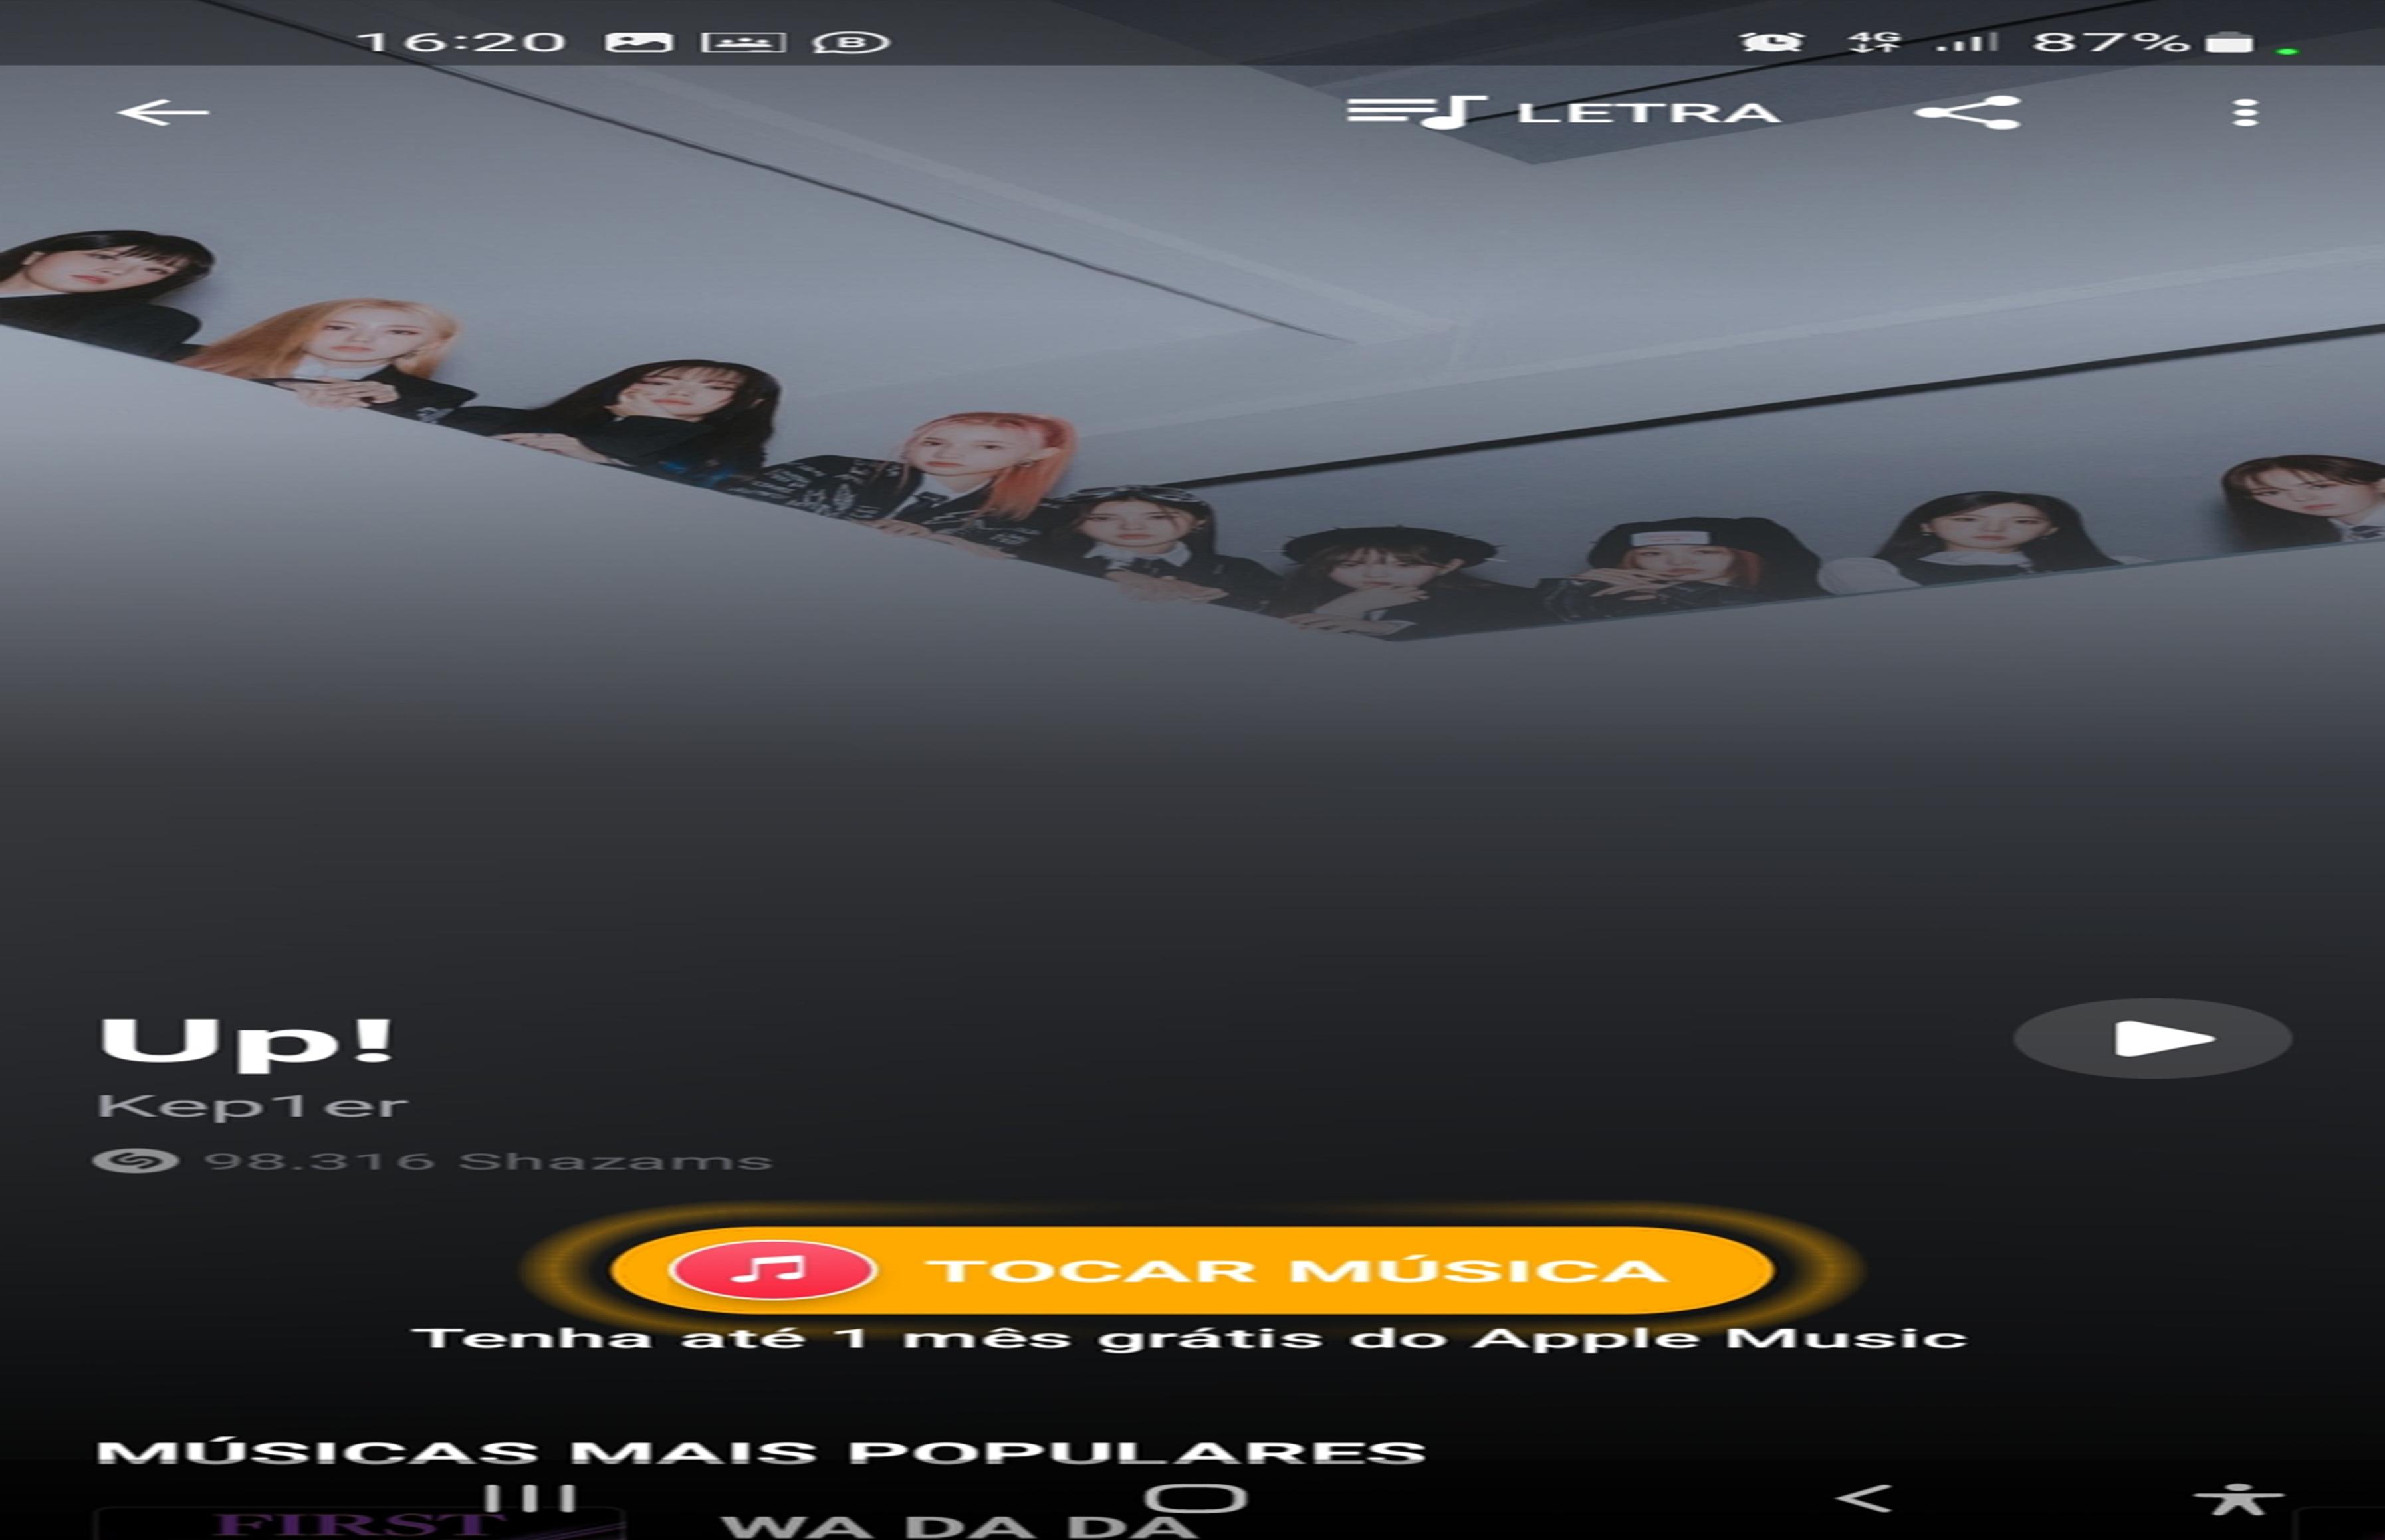 16:20 B 4G 87%
LETRA
Up!
Kep1er
98.316 Shazams
TOCAR MÚSICA
Tenha até 1 mês grátis do Apple Music
MÚSICAS MAIS POPULARES
FIRST
WA DA DA